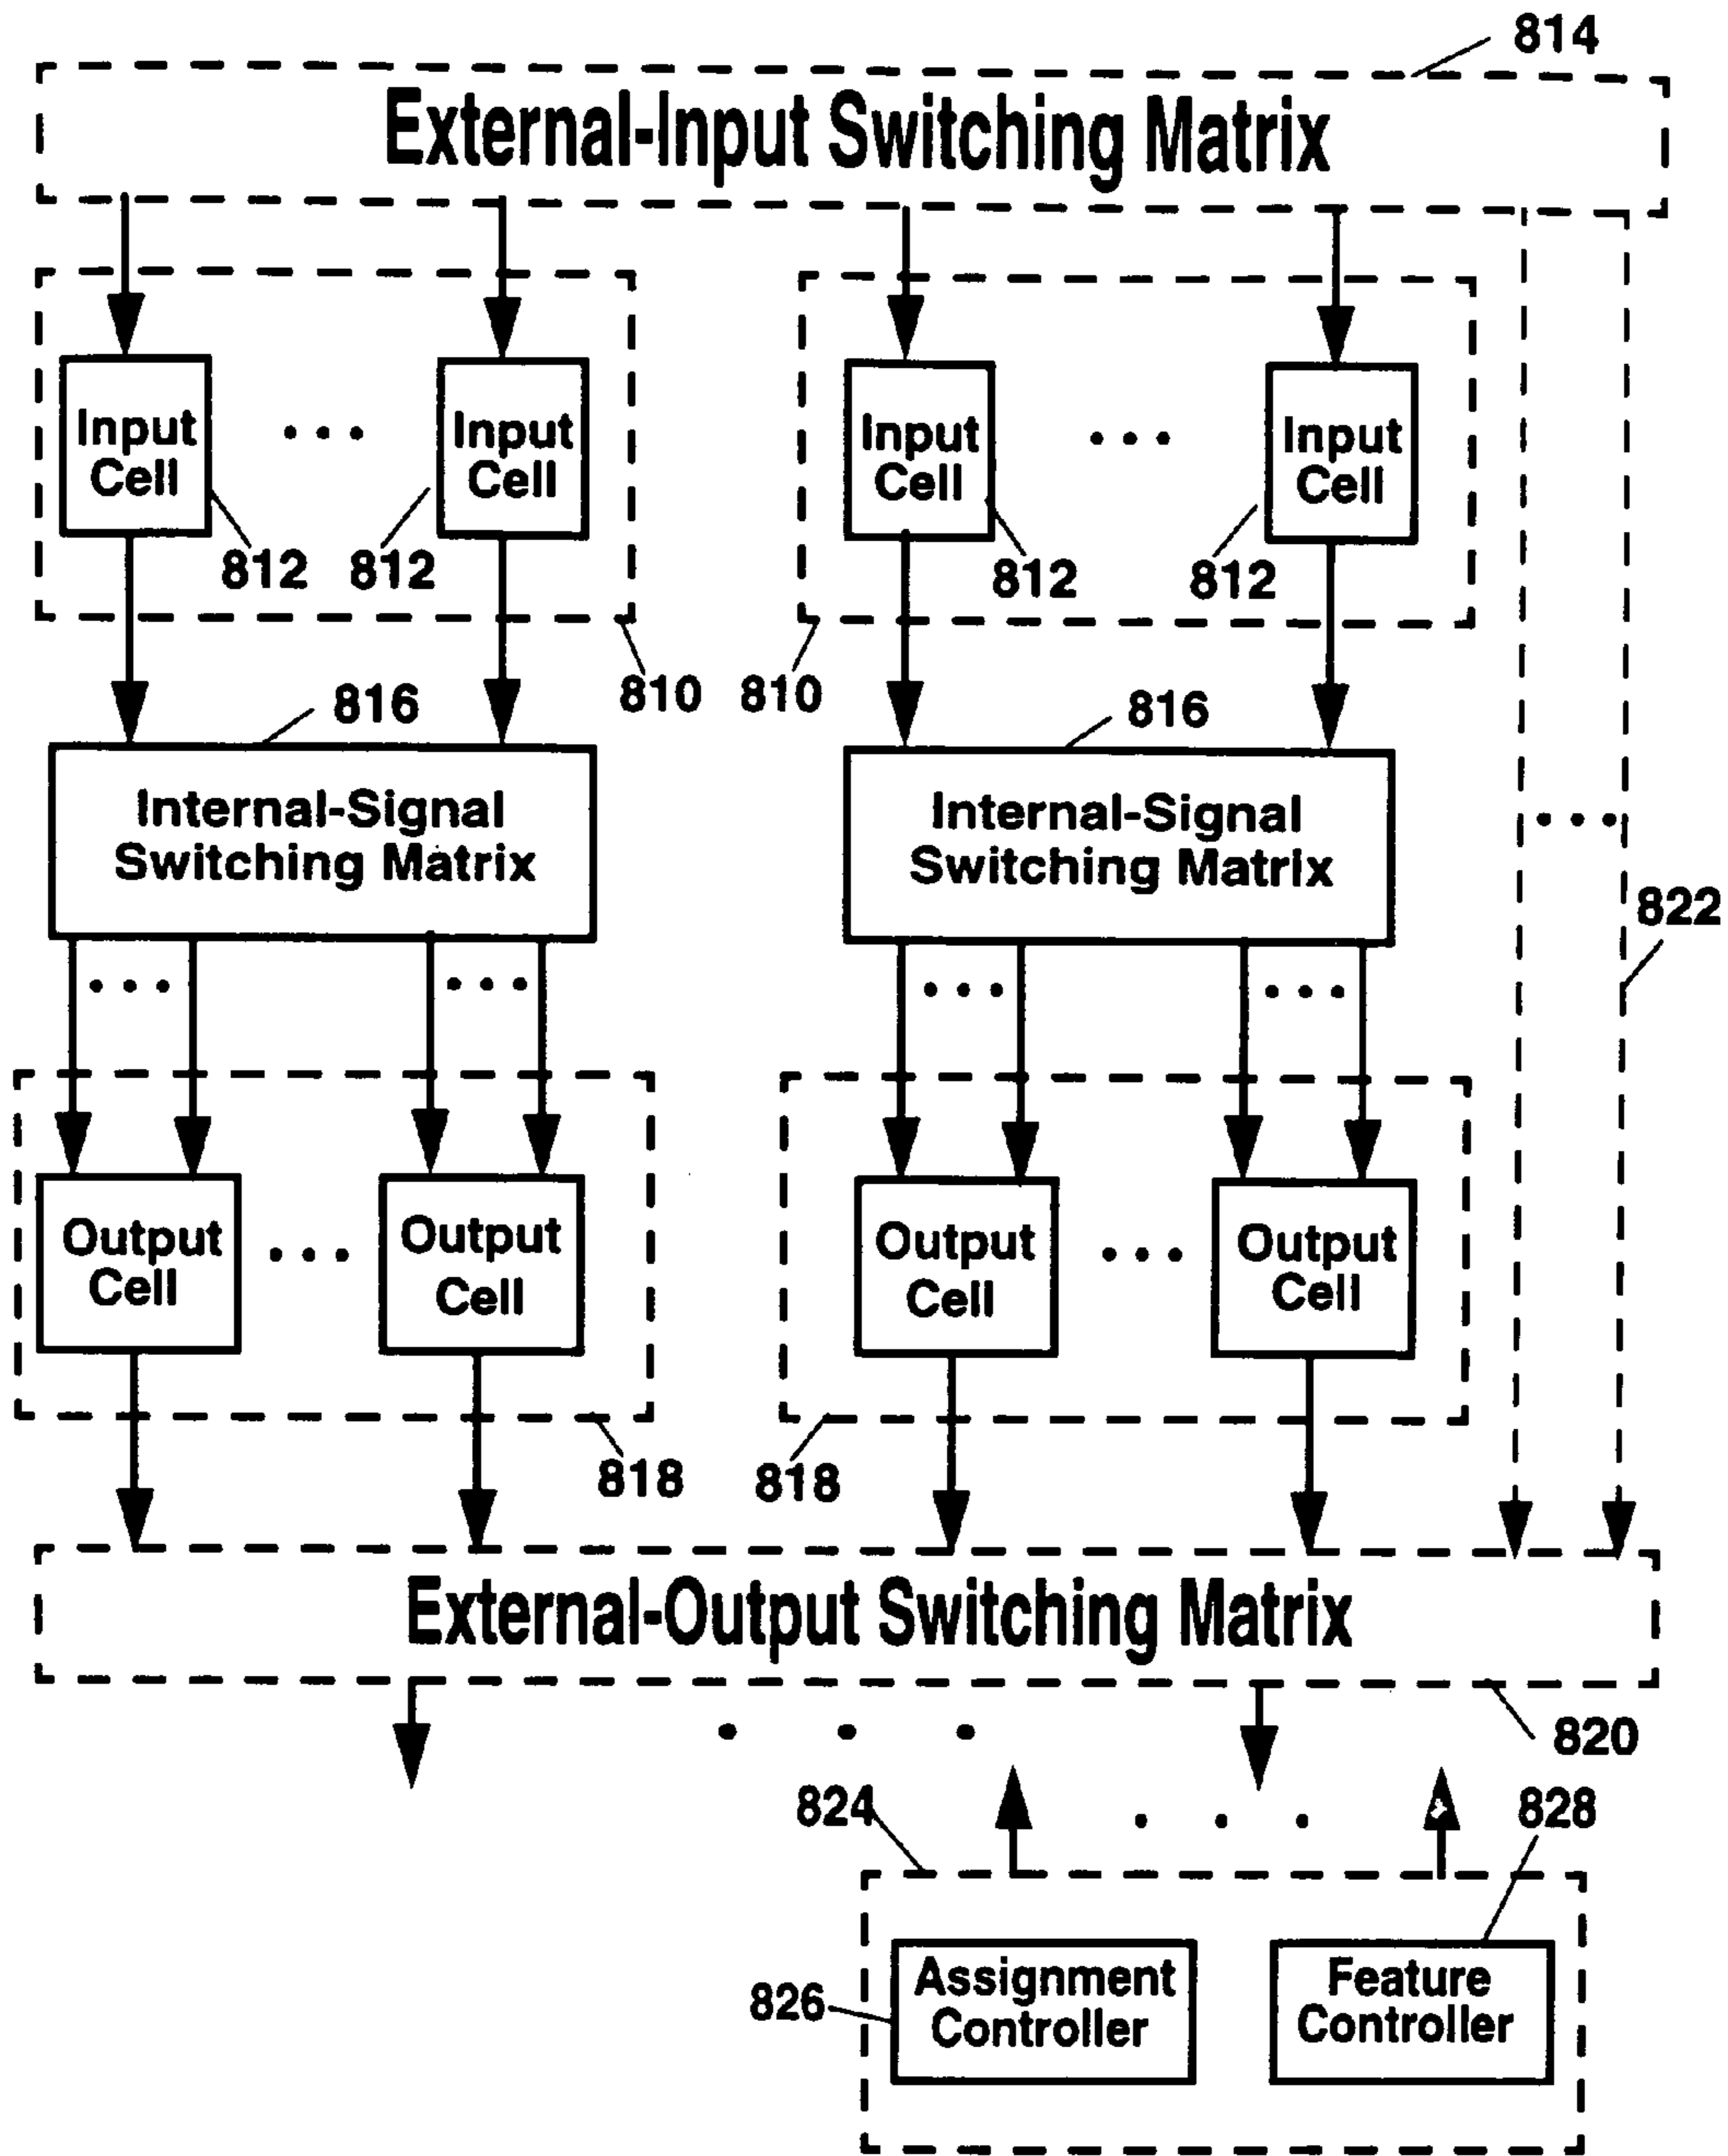 814
External-Input Switching Matrix
Input
Cell
Input
Cell
Input
Cell
Input
Cell
812
812
812
812
810
810
816
816
Internal-Signal
Switching Matrix
Internal-Signal
Switching Matrix
822
Output
Cell
Output
Cell
Output
Cell
Output
Cell
818
818
External-Output Switching Matrix
820
824
828
826
Assignment
Controller
Feature
Controller